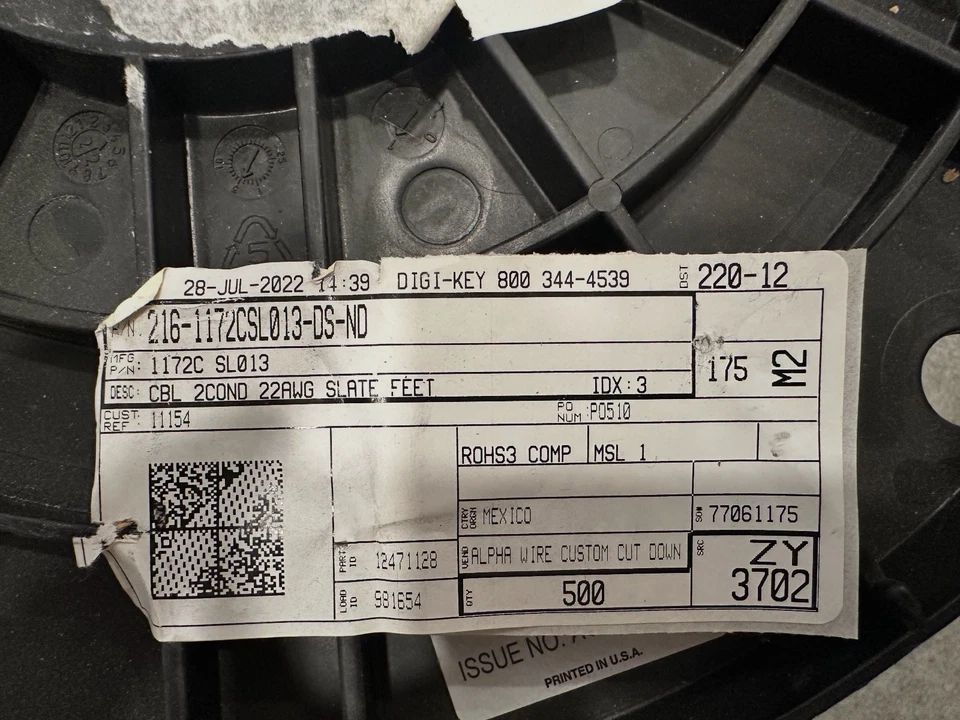 28-JUL-2022 14:39 DIGI-KEY 800 344-4539 DST 220-12
P/N: 216-1172CSL013-DS-ND
MFG P/N: 1172C SL013
175 M2
DESC: CBL 2COND 22AWG SLATE FEET IDX:3
CUST REF 11154 PO NUM:PO510
ROHS3 COMP MSL 1
CTRY ORGN MEXICO SO# 77061175
PART ID 12471128 VEND ALPHA WIRE CUSTOM CUT DOWN SRC ZY
LOAD ID 981654 QTY 500 3702
ISSUE NO.
PRINTED IN U.S.A.
5